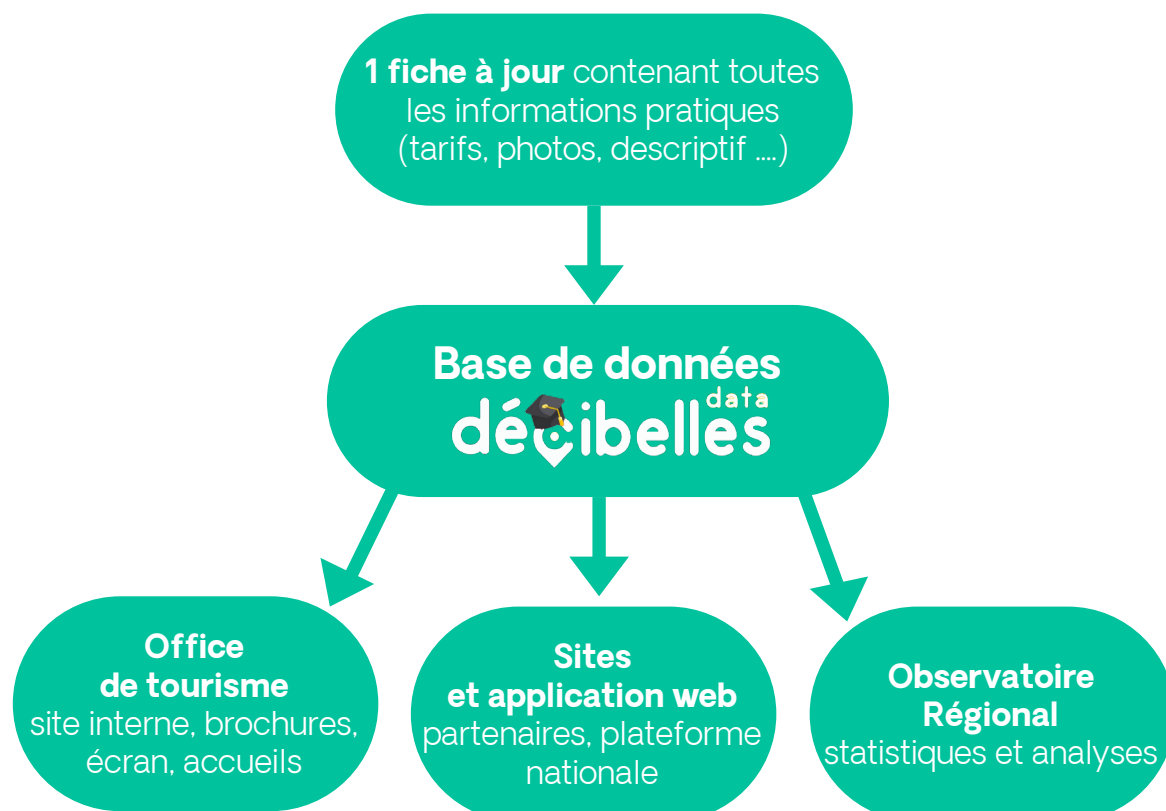 1 fiche à jour contenant toutes
les informations pratiques
(tarifs, photos, descriptif ....)
Base de données
décibelles data
Office
de tourisme
site interne, brochures,
écran, accueils
Sites
et application web
partenaires, plateforme
nationale
Observatoire
Régional
statistiques et analyses